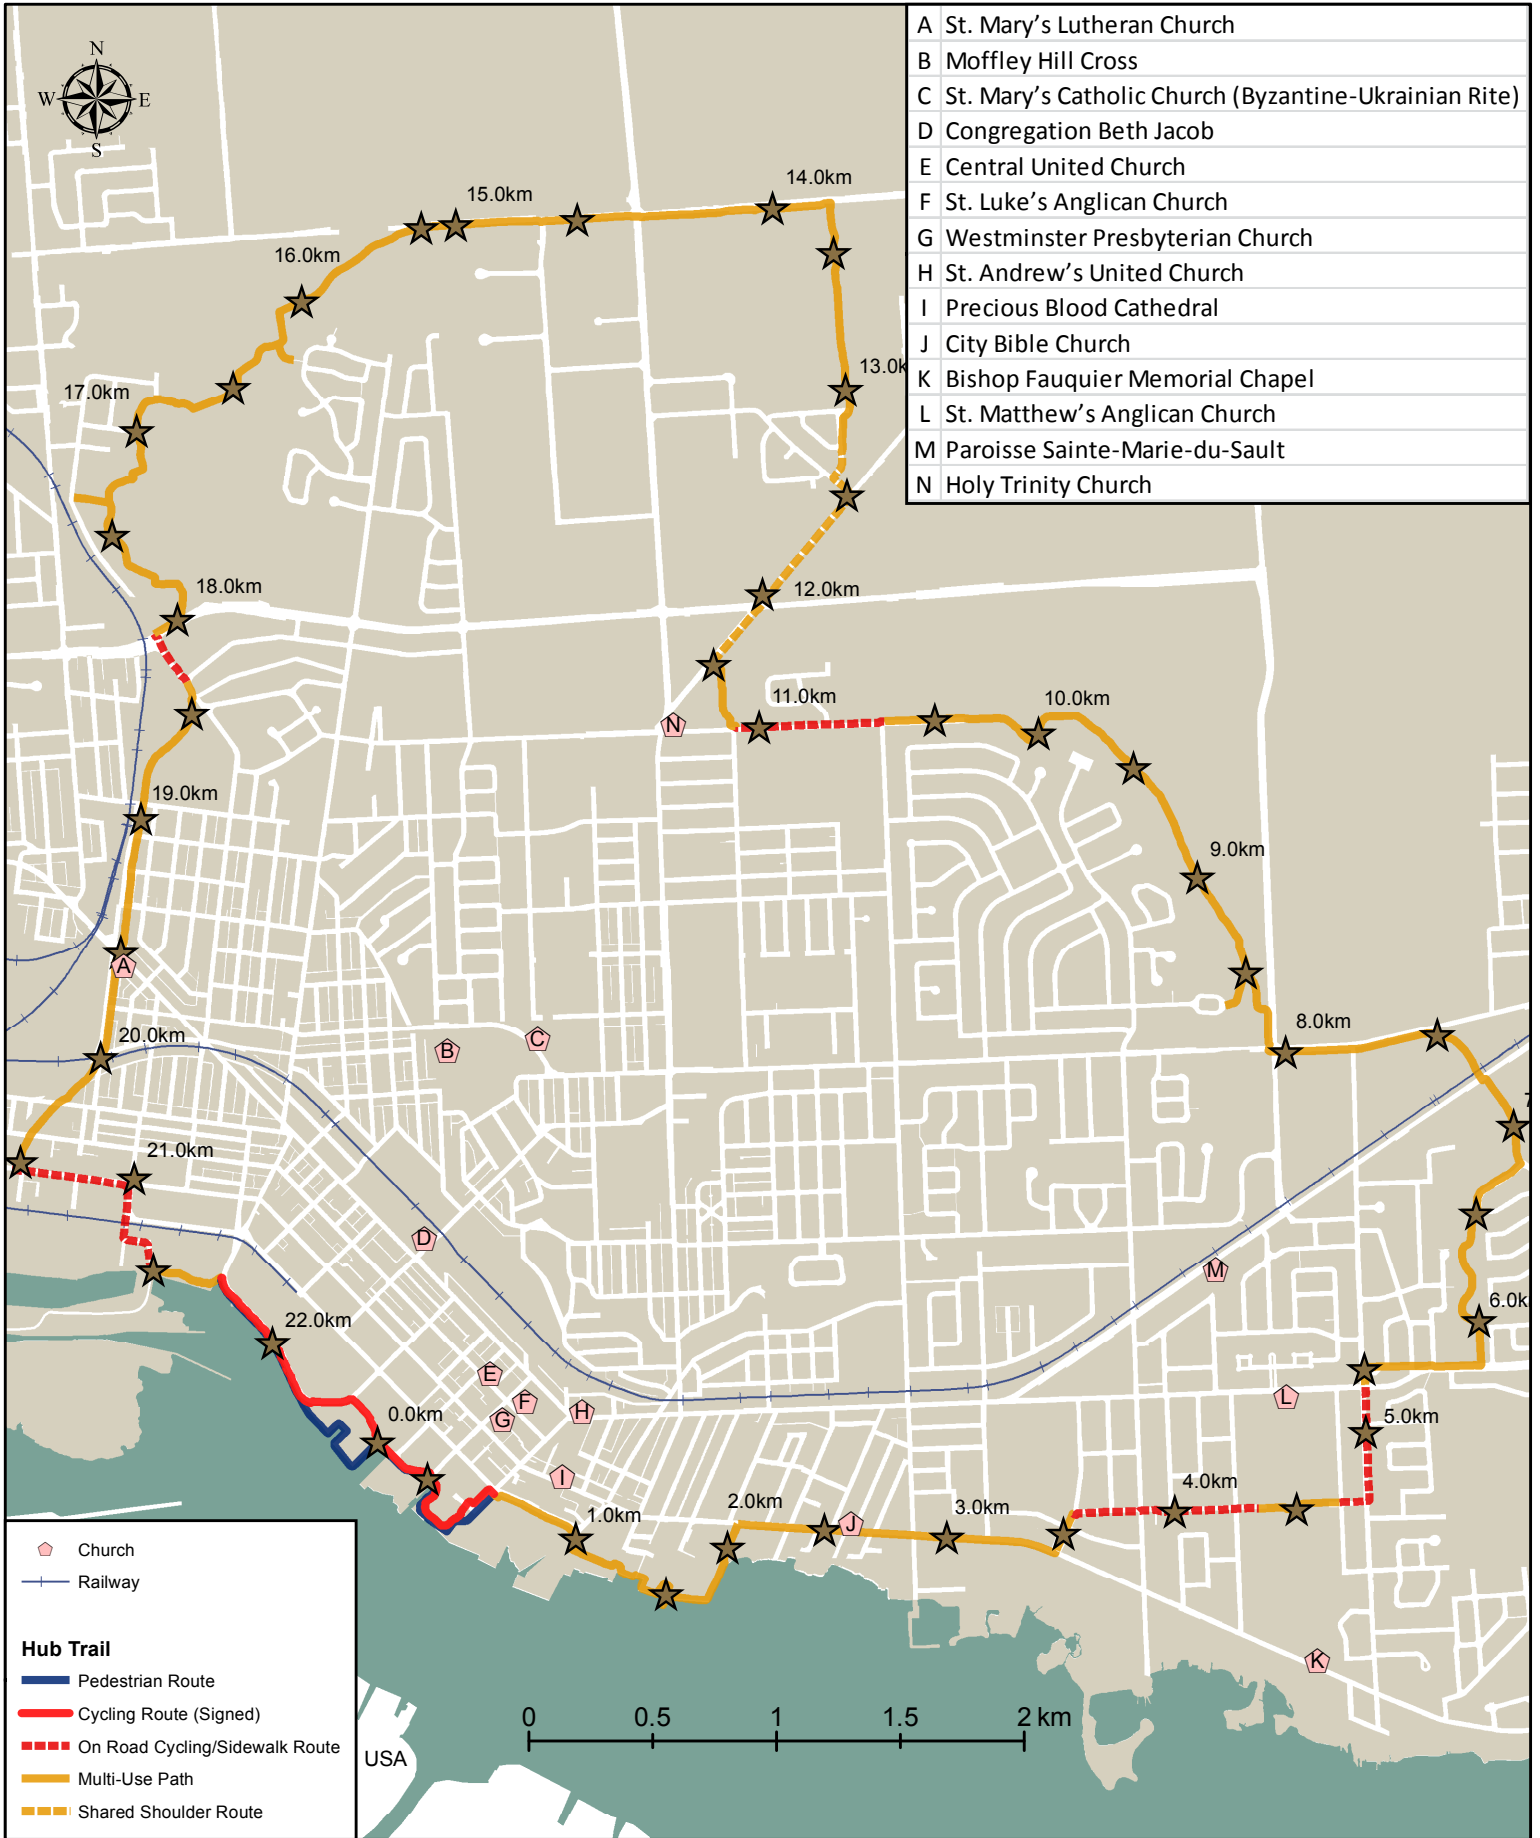 A St. Mary's Lutheran Church
B Moffley Hill Cross
C St. Mary's Catholic Church (Byzantine-Ukrainian Rite)
D Congregation Beth Jacob
E Central United Church
F St. Luke's Anglican Church
G Westminster Presbyterian Church
H St. Andrew's United Church
I Precious Blood Cathedral
J City Bible Church
K Bishop Fauquier Memorial Chapel
L St. Matthew's Anglican Church
M Paroisse Sainte-Marie-du-Sault
N Holy Trinity Church
N
W E
S
14.0km
15.0km
16.0km
13.0k
17.0km
18.0km
12.0km
10.0km
11.0km
N
19.0km
9.0km
A
8.0km
20.0km
C
B
21.0km
D
M
6.0k
22.0km
E
L
F
H
0.0km
G
5.0km
I
4.0km
2.0km
3.0km
1.0km
J
K
0 0.5 1 1.5 2 km
USA
Church
Railway
Hub Trail
Pedestrian Route
Cycling Route (Signed)
On Road Cycling/Sidewalk Route
Multi-Use Path
Shared Shoulder Route